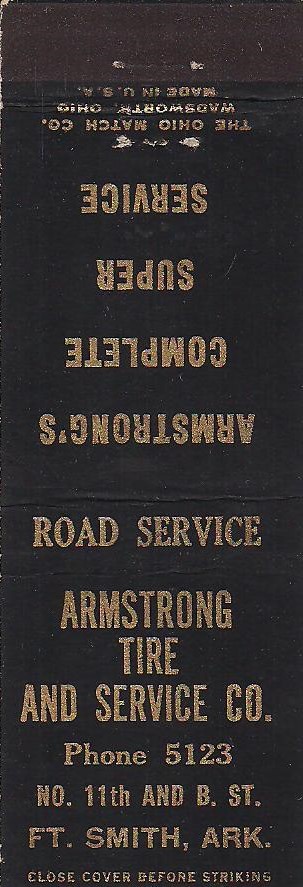 THE OHIO MATCH CO.
WADSWORTH, OHIO
MADE IN U.S.A.
ARMSTRONG'S
COMPLETE
SUPER
SERVICE
ROAD SERVICE
ARMSTRONG
TIRE
AND SERVICE CO.
Phone 5123
NO. 11th AND B. ST.
FT. SMITH, ARK.
CLOSE COVER BEFORE STRIKING